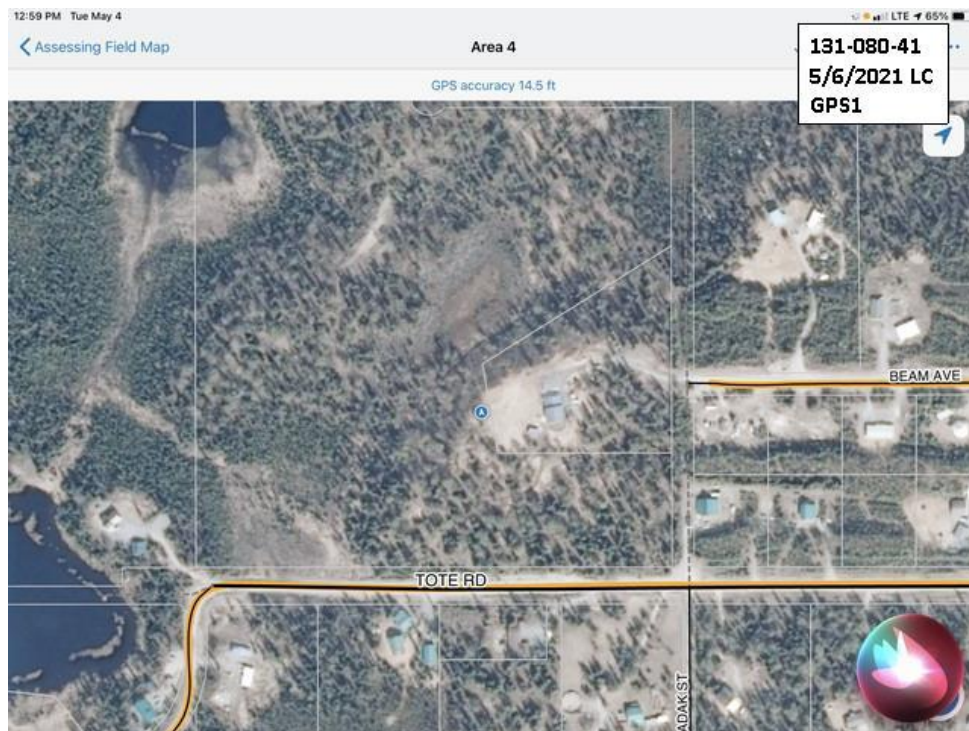 12:59 PM Tue May 4
LTE 65%
Assessing Field Map
Area 4
131-080-41
5/6/2021 LC
GPS1
GPS accuracy 14.5 ft
BEAM AVE
TOTE RD
ADAK ST